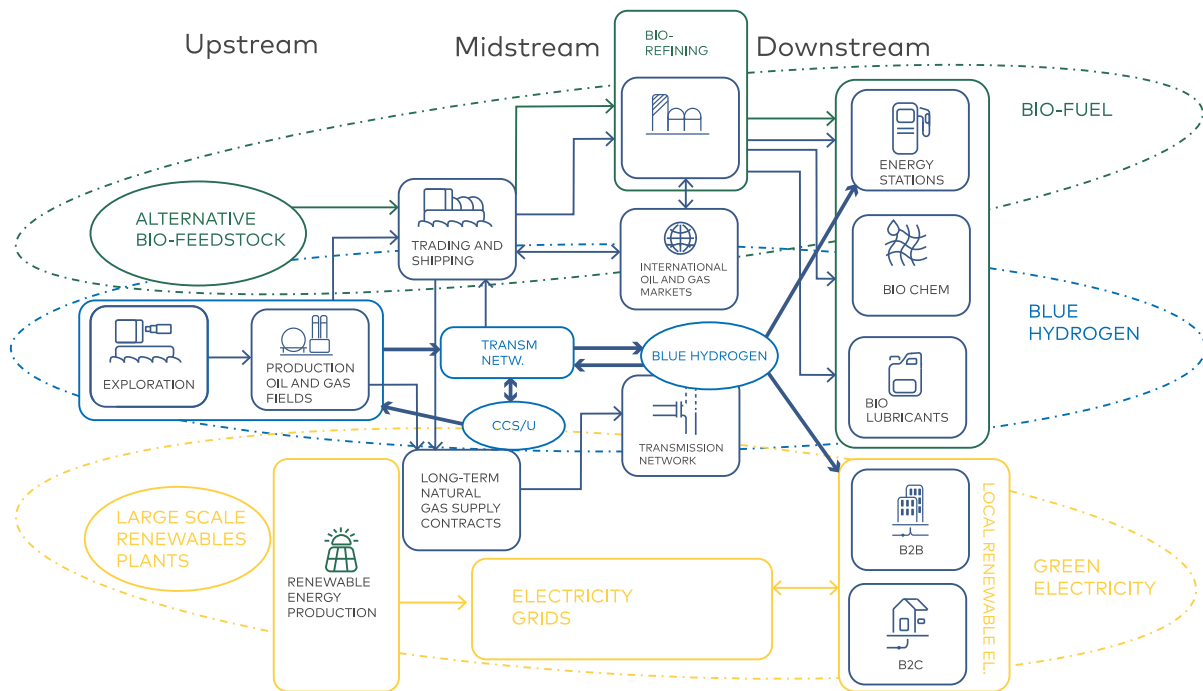 Upstream
Midstream
Downstream
BIO-
REFINING
BIO-FUEL
ENERGY
STATIONS
ALTERNATIVE
BIO-FEEDSTOCK
TRADING AND
SHIPPING
INTERNATIONAL
OIL AND GAS
MARKETS
BIO CHEM
BLUE
HYDROGEN
EXPLORATION
PRODUCTION
OIL AND GAS
FIELDS
TRANSM
NETW.
BLUE HYDROGEN
BIO
LUBRICANTS
CCS/U
TRANSMISSION
NETWORK
LONG-TERM
NATURAL
GAS SUPPLY
CONTRACTS
LARGE SCALE
RENEWABLES
PLANTS
RENEWABLE
ENERGY
PRODUCTION
ELECTRICITY
GRIDS
B2B
B2C
LOCAL RENEWABLE EL.
GREEN
ELECTRICITY